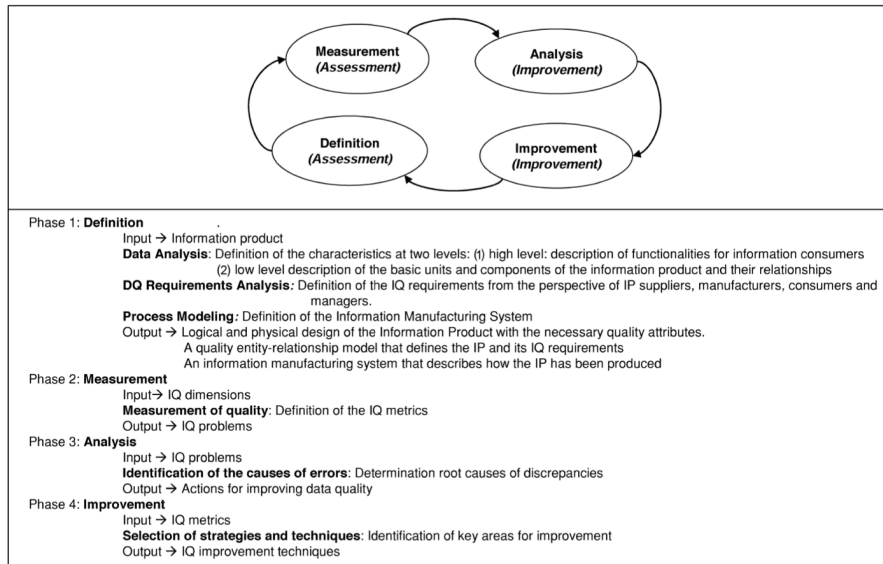 Measurement
(Assessment)
Analysis
(Improvement)
Definition
(Assessment)
Improvement
(Improvement)
Phase 1: Definition .
Input → Information product
Data Analysis: Definition of the characteristics at two levels: (1) high level: description of functionalities for information consumers
(2) low level description of the basic units and components of the information product and their relationships
DQ Requirements Analysis: Definition of the IQ requirements from the perspective of IP suppliers, manufacturers, consumers and
managers.
Process Modeling: Definition of the Information Manufacturing System
Output → Logical and physical design of the Information Product with the necessary quality attributes.
A quality entity-relationship model that defines the IP and its IQ requirements
An information manufacturing system that describes how the IP has been produced
Phase 2: Measurement
Input→ IQ dimensions
Measurement of quality: Definition of the IQ metrics
Output → IQ problems
Phase 3: Analysis
Input → IQ problems
Identification of the causes of errors: Determination root causes of discrepancies
Output → Actions for improving data quality
Phase 4: Improvement
Input → IQ metrics
Selection of strategies and techniques: Identification of key areas for improvement
Output → IQ improvement techniques